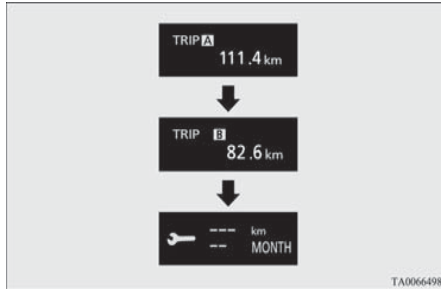 TRIP A
111.4 km
TRIP B
82.6 km
--- km
-- MONTH
TA0066498